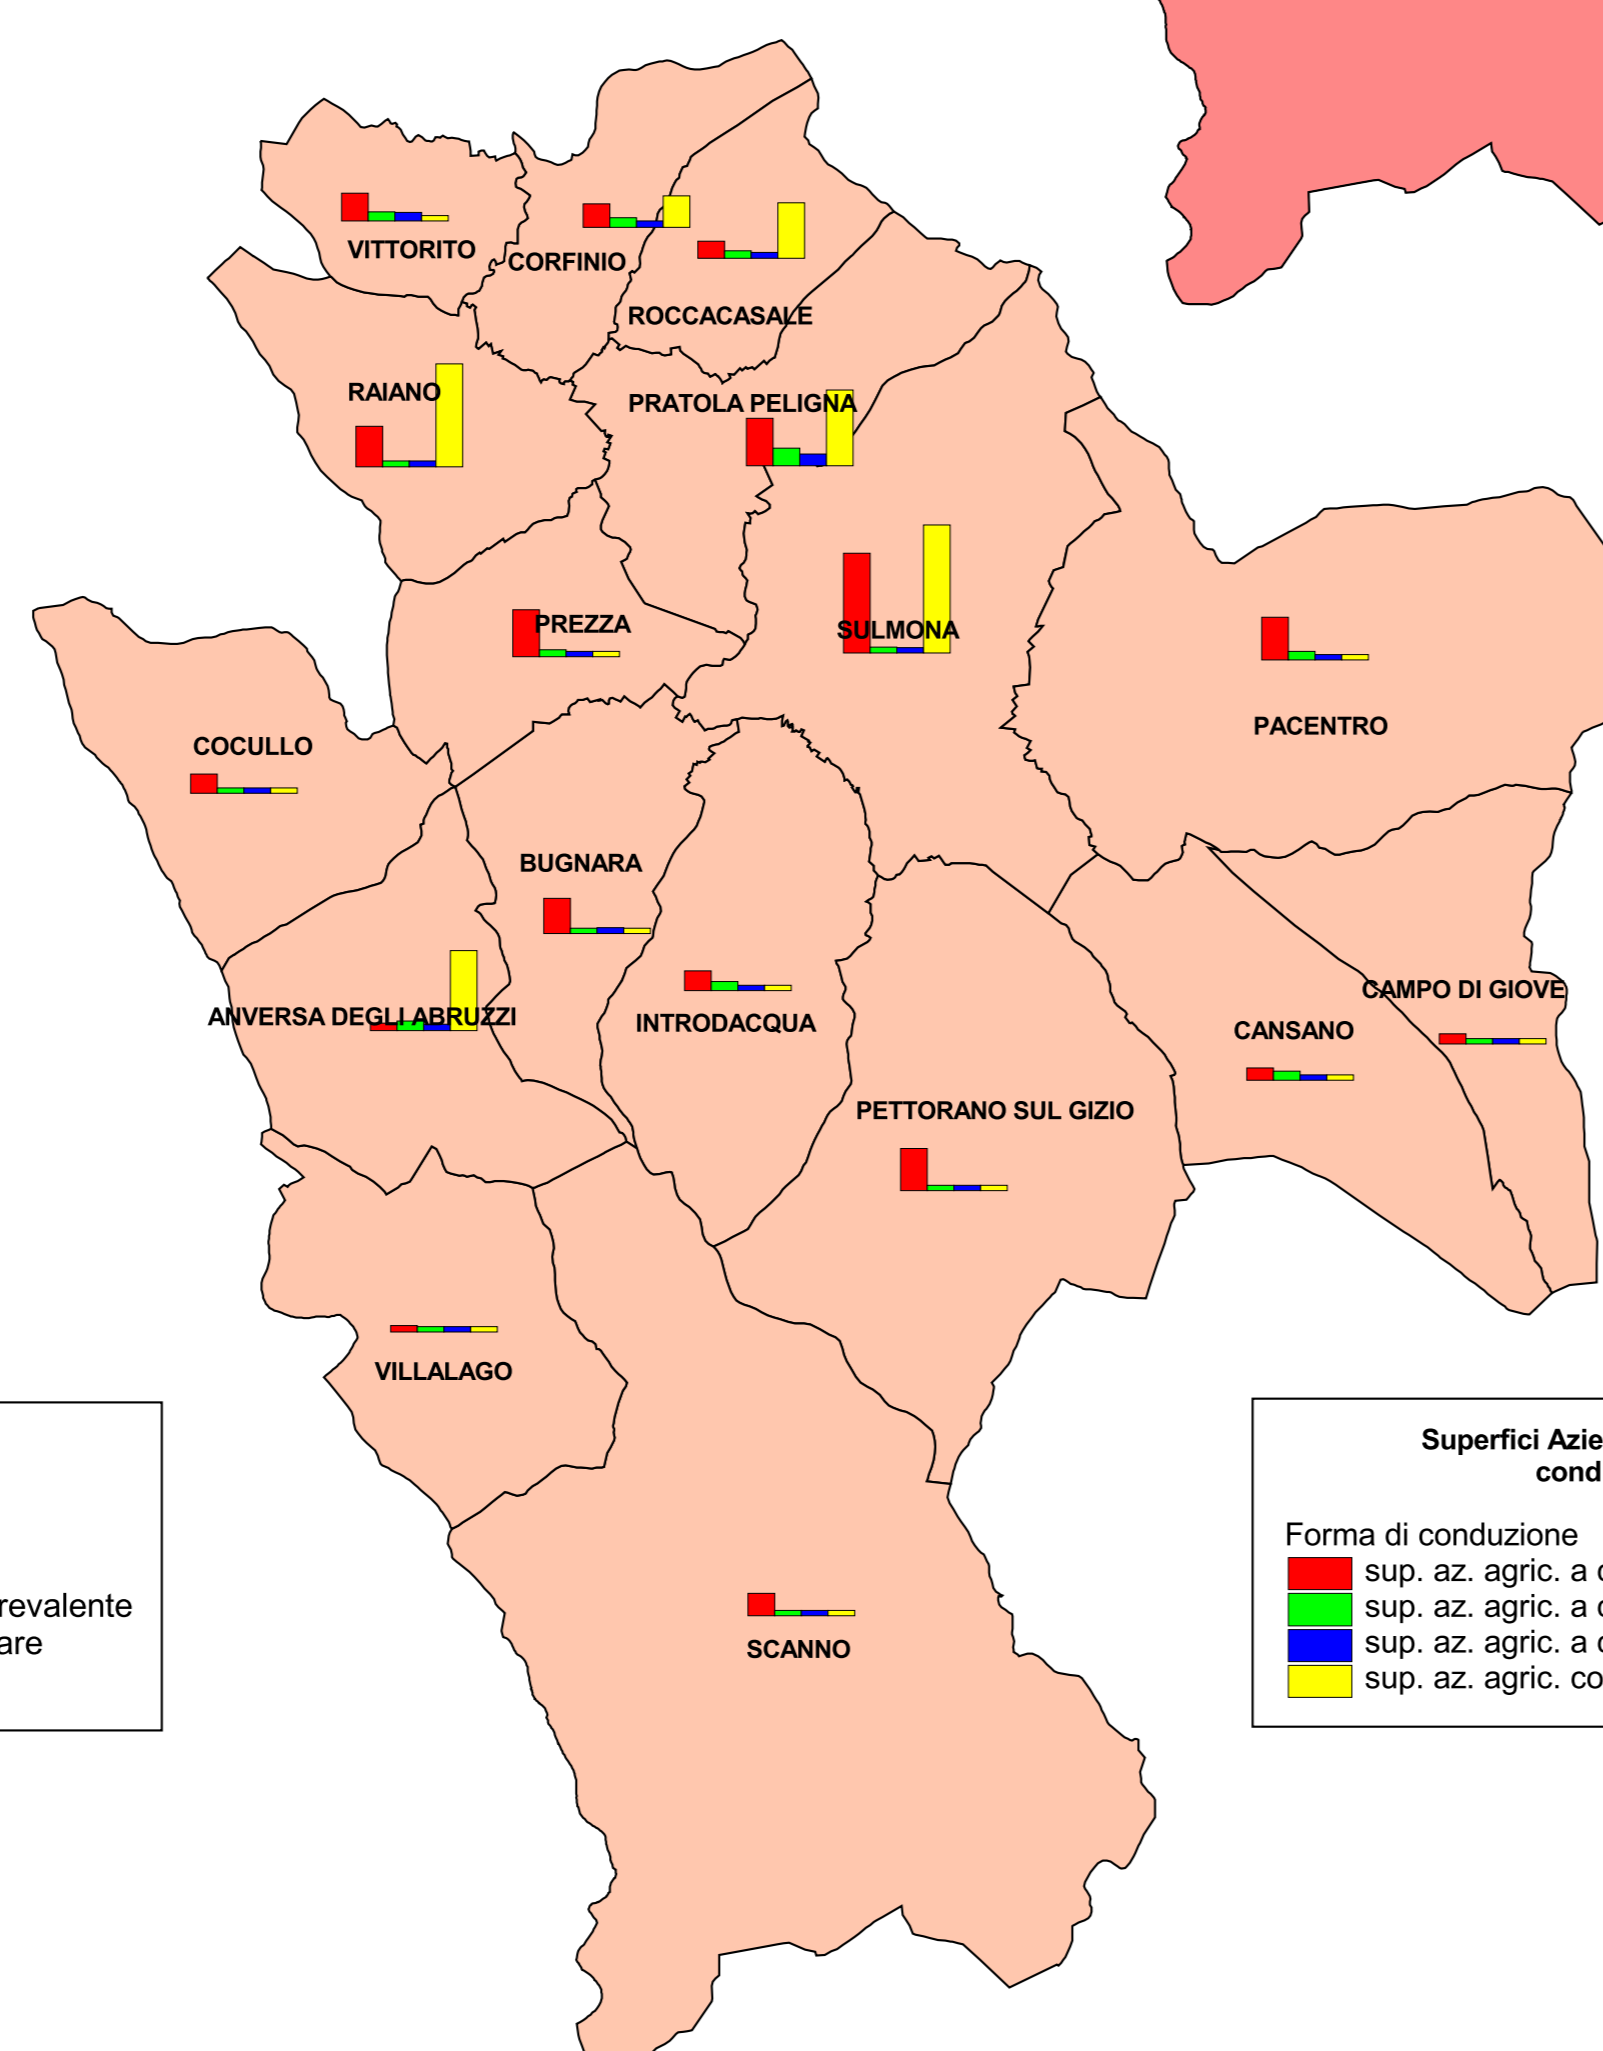 VITTORITO
CORFINIO
ROCCACASALE
RAIANO
PRATOLA PELIGNA
PREZZA
SULMONA
PACENTRO
COCULLO
BUGNARA
CAMPO DI GIOVE
ANVERSA DEGLI ABRUZZI
INTRODACQUA
CANSANO
PETTORANO SUL GIZIO
VILLALAGO
SCANNO
revalente
are
Superfici Azie
cond
Forma di conduzione
sup. az. agric. a c
sup. az. agric. a c
sup. az. agric. a c
sup. az. agric. co